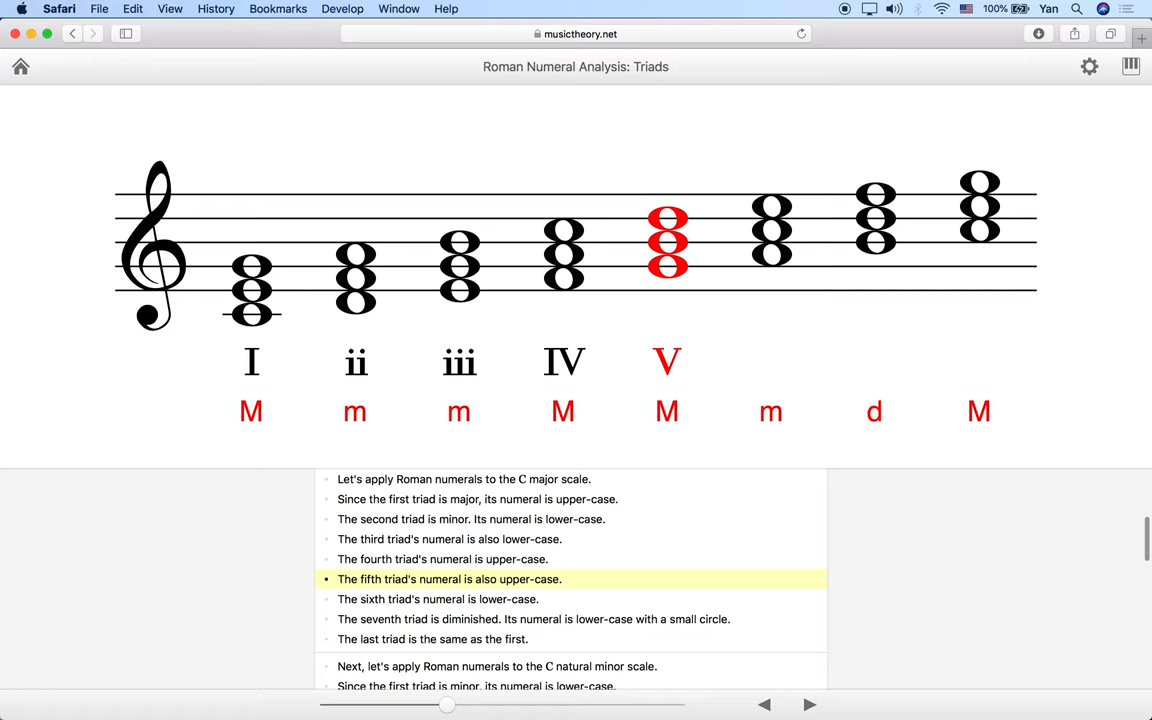 Safari File Edit View History Bookmarks Develop Window Help 100% Yan
musictheory.net
Roman Numeral Analysis: Triads
I ii iii IV V
M m m M M m d M
Let's apply Roman numerals to the C major scale.
Since the first triad is major, its numeral is upper-case.
The second triad is minor. Its numeral is lower-case.
The third triad's numeral is also lower-case.
The fourth triad's numeral is upper-case.
The fifth triad's numeral is also upper-case.
The sixth triad's numeral is lower-case.
The seventh triad is diminished. Its numeral is lower-case with a small circle.
The last triad is the same as the first.
Next, let's apply Roman numerals to the C natural minor scale.
Since the first triad is minor, its numeral is lower-case.